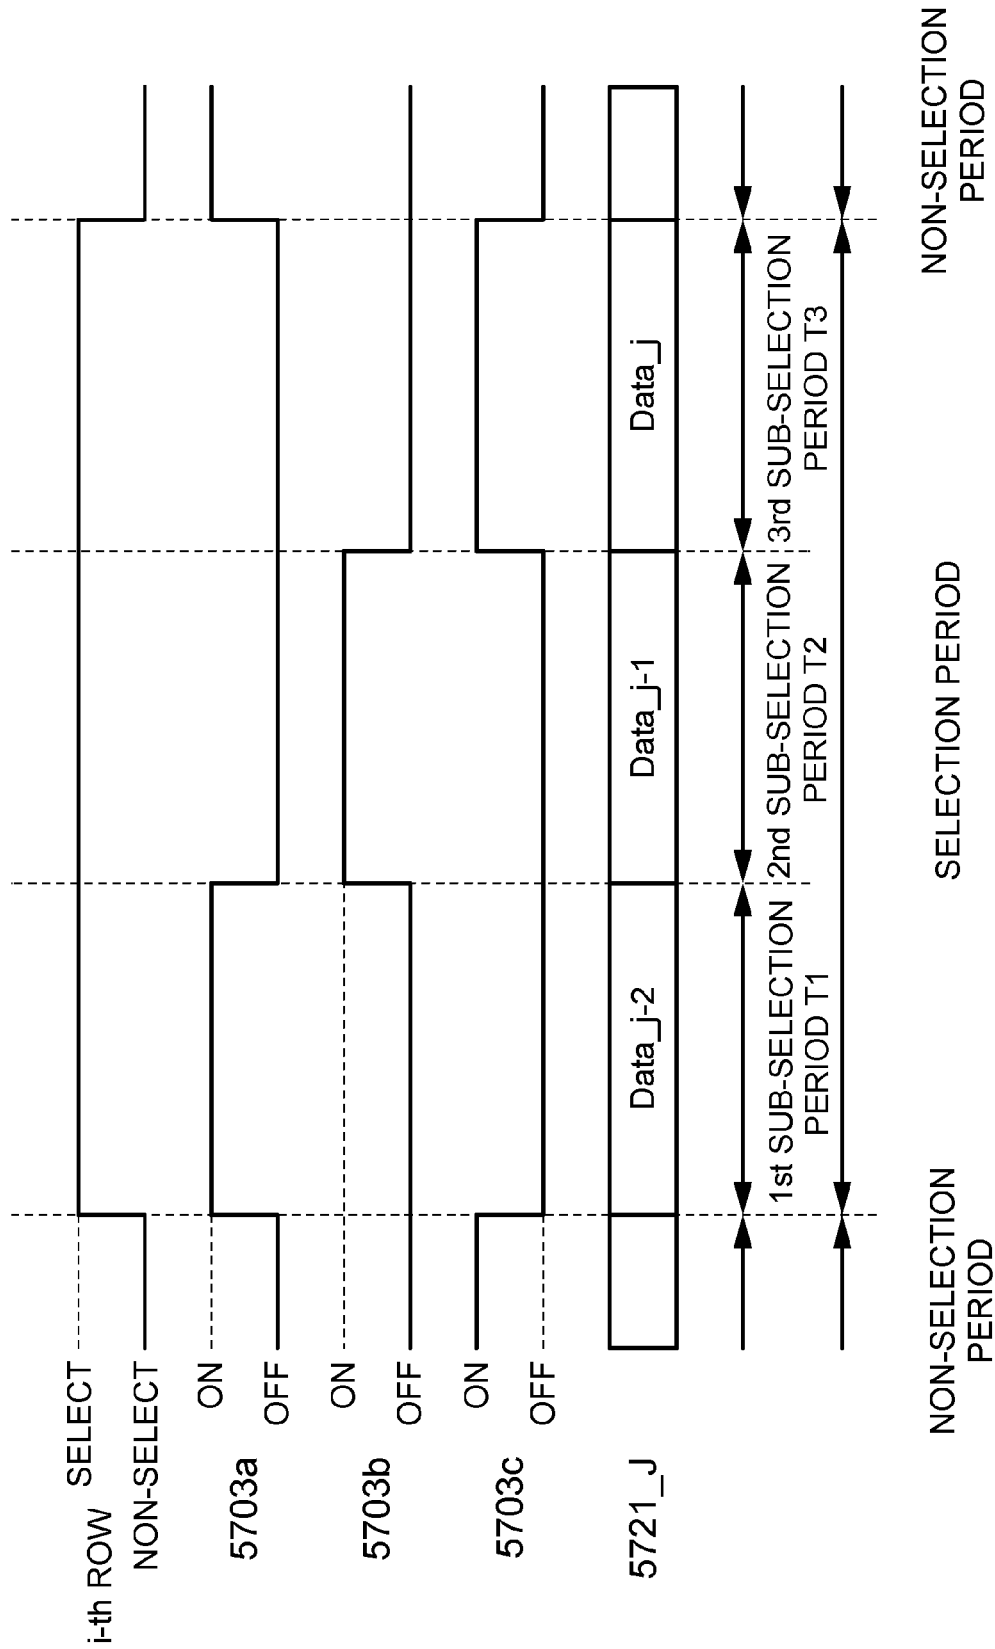 i-th ROW SELECT
NON-SELECT
5703a ON
OFF
5703b ON
OFF
5703c ON
OFF
5721_J
Data_j-2
Data_j-1
Data_j
1st SUB-SELECTION
PERIOD T1
2nd SUB-SELECTION
PERIOD T2
3rd SUB-SELECTION
PERIOD T3
NON-SELECTION
PERIOD
SELECTION PERIOD
NON-SELECTION
PERIOD